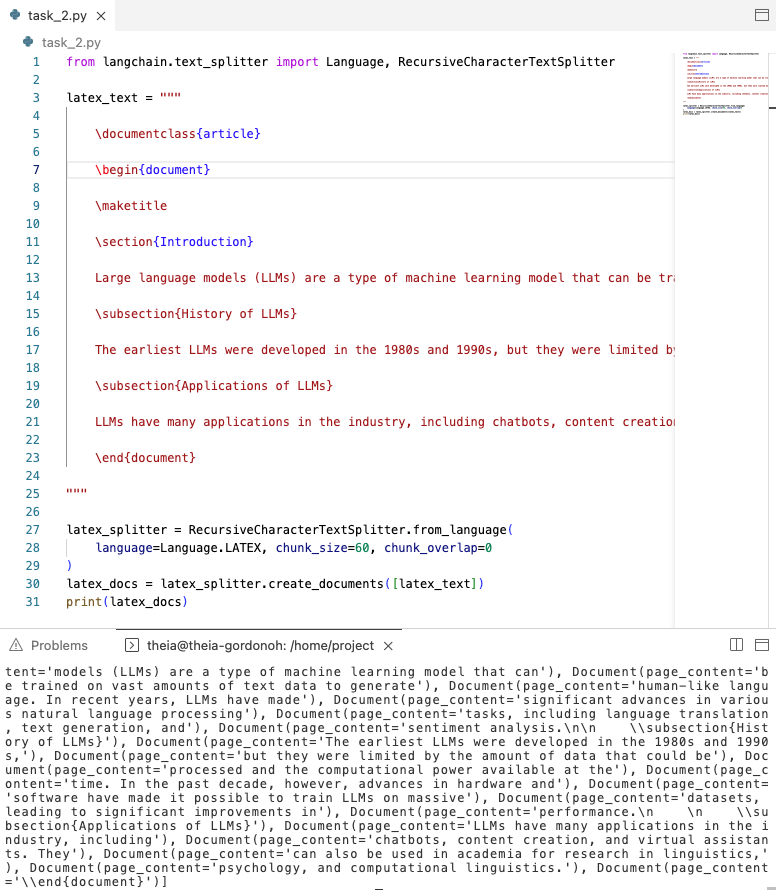 task_2.py
task_2.py
1 from langchain.text_splitter import Language, RecursiveCharacterTextSplitter
2
3 latex_text = """
4
5 \documentclass{article}
6
7 \begin{document}
8
9 \maketitle
10
11 \section{Introduction}
12
13 Large language models (LLMs) are a type of machine learning model that can be tra
14
15 \subsection{History of LLMs}
16
17 The earliest LLMs were developed in the 1980s and 1990s, but they were limited by
18
19 \subsection{Applications of LLMs}
20
21 LLMs have many applications in the industry, including chatbots, content creation
22
23 \end{document}
24
25 """
26
27 latex_splitter = RecursiveCharacterTextSplitter.from_language(
28 language=Language.LATEX, chunk_size=60, chunk_overlap=0
29 )
30 latex_docs = latex_splitter.create_documents([latex_text])
31 print(latex_docs)
Problems
theia@theia-gordonoh: /home/project
tent='models (LLMs) are a type of machine learning model that can'), Document(page_content='b
e trained on vast amounts of text data to generate'), Document(page_content='human-like langu
age. In recent years, LLMs have made'), Document(page_content='significant advances in variou
s natural language processing'), Document(page_content='tasks, including language translation
, text generation, and'), Document(page_content='sentiment analysis.\n\n    \\subsection{Hist
ory of LLMs}'), Document(page_content='The earliest LLMs were developed in the 1980s and 1990
s,'), Document(page_content='but they were limited by the amount of data that could be'), Doc
ument(page_content='processed and the computational power available at the'), Document(page_c
ontent='time. In the past decade, however, advances in hardware and'), Document(page_content=
'software have made it possible to train LLMs on massive'), Document(page_content='datasets,
leading to significant improvements in'), Document(page_content='performance.\n    \n    \\su
bsection{Applications of LLMs}'), Document(page_content='LLMs have many applications in the i
ndustry, including'), Document(page_content='chatbots, content creation, and virtual assistan
ts. They'), Document(page_content='can also be used in academia for research in linguistics,'
), Document(page_content='psychology, and computational linguistics.'), Document(page_content
='\\end{document}')]